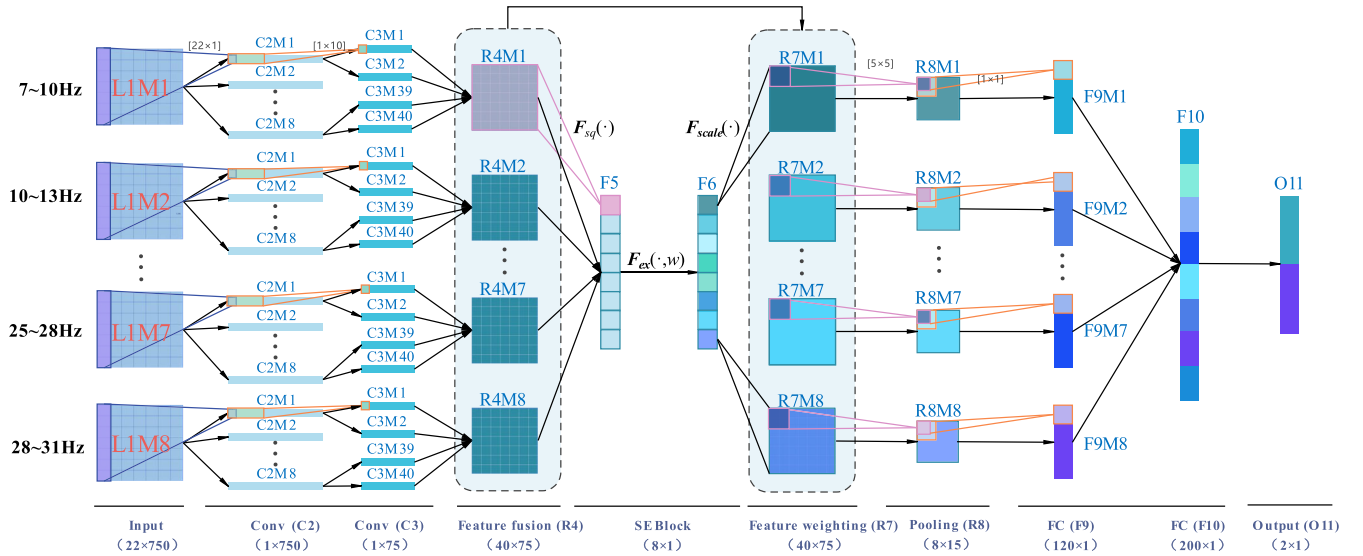 7~10Hz
L1M1
[22×1]
C2M1
C2M2
C2M8
[1×10]
C3M1
C3M2
C3M39
C3M40
R4M1
10~13Hz
L1M2
C2M1
C2M2
C2M8
C3M1
C3M2
C3M39
C3M40
R4M2
25~28Hz
L1M7
C2M1
C2M2
C2M8
C3M1
C3M2
C3M39
C3M40
R4M7
28~31Hz
L1M8
C2M1
C2M2
C2M8
C3M1
C3M2
C3M39
C3M40
R4M8
Fsq(·)
F5
Fex(·,w)
F6
Fscale(·)
R7M1
[5×5]
R8M1
[1×1]
F9M1
R7M2
R8M2
F9M2
R7M7
R8M7
F9M7
R7M8
R8M8
F9M8
F10
O11
Input
(22×750)
Conv (C2)
(1×750)
Conv (C3)
(1×75)
Feature fusion (R4)
(40×75)
SEBlock
(8×1)
Feature weighting (R7)
(40×75)
Pooling (R8)
(8×15)
FC (F9)
(120×1)
FC (F10)
(200×1)
Output (O11)
(2×1)